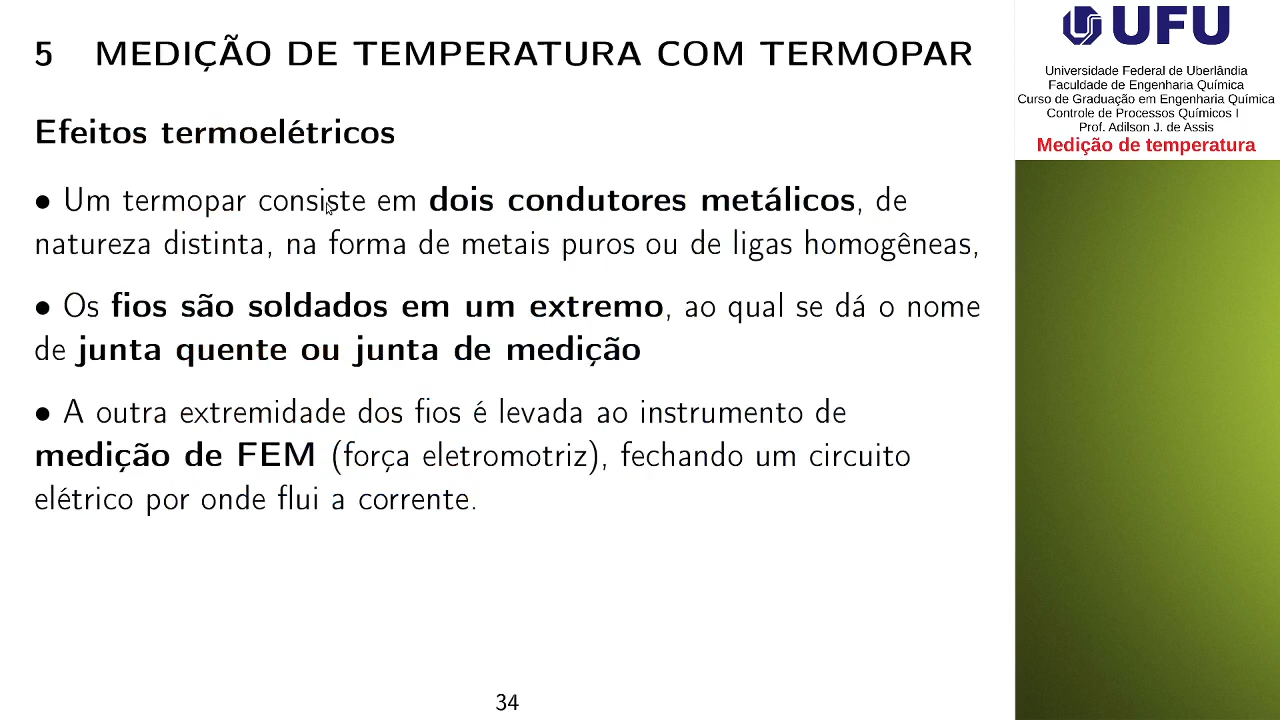 5 MEDIÇÃO DE TEMPERATURA COM TERMOPAR
Efeitos termoelétricos
• Um termopar consiste em dois condutores metálicos, de
natureza distinta, na forma de metais puros ou de ligas homogêneas,
• Os fios são soldados em um extremo, ao qual se dá o nome
de junta quente ou junta de medição
• A outra extremidade dos fios é levada ao instrumento de
medição de FEM (força eletromotriz), fechando um circuito
elétrico por onde flui a corrente.
34
UFU
Universidade Federal de Uberlândia
Faculdade de Engenharia Química
Curso de Graduação em Engenharia Química
Controle de Processos Químicos I
Prof. Adilson J. de Assis
Medição de temperatura